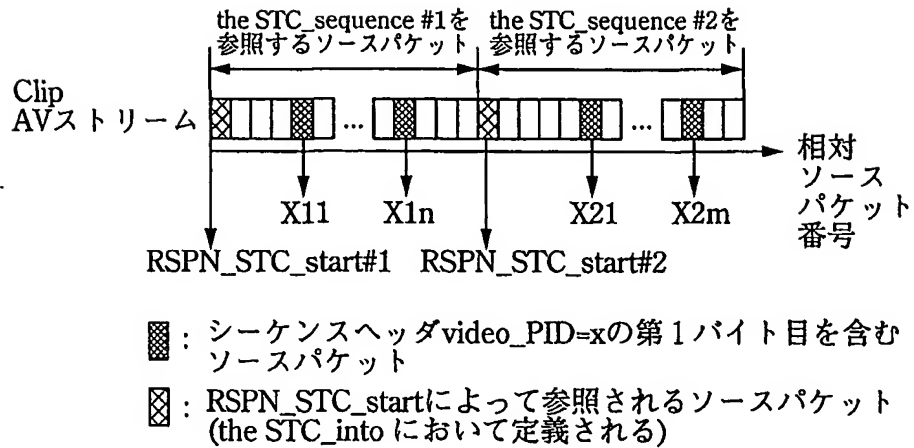 the STC_sequence #1を
参照するソースパケット
the STC_sequence #2を
参照するソースパケット
Clip
AVストリーム
...
...
相対
ソース
パケット
番号
X11
X1n
X21
X2m
RSPN_STC_start#1
RSPN_STC_start#2
: シーケンスヘッダvideo_PID=xの第1バイト目を含む
ソースパケット
: RSPN_STC_startによって参照されるソースパケット
(the STC_into において定義される)